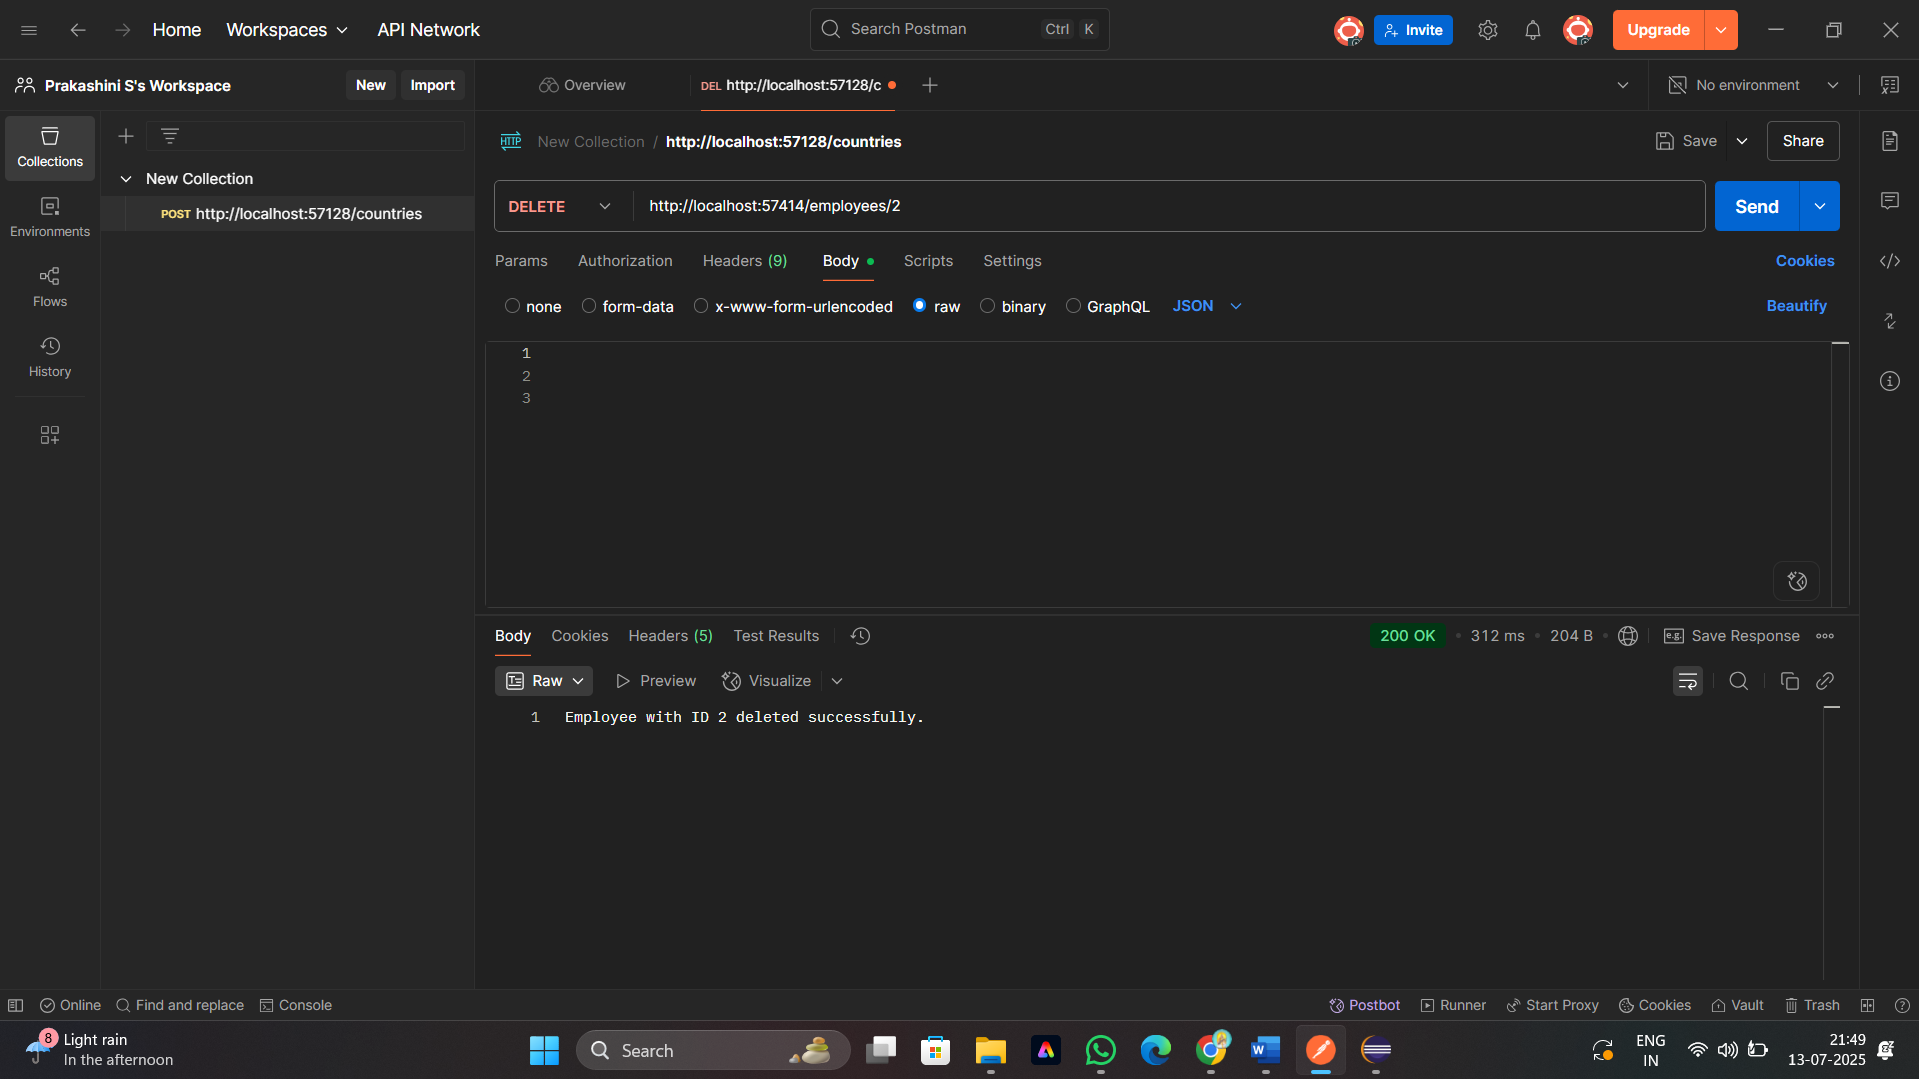 Home Workspaces API Network Search Postman Ctrl K Invite Upgrade
Prakashini S's Workspace New Import Overview DEL http://localhost:57128/c No environment
New Collection / http://localhost:57128/countries Save Share
Collections
New Collection
POST http://localhost:57128/countries
DELETE http://localhost:57414/employees/2 Send
Environments
Params Authorization Headers (9) Body Scripts Settings Cookies
Flows
none form-data x-www-form-urlencoded raw binary GraphQL JSON Beautify
History
1
2
3
Body Cookies Headers (5) Test Results 200 OK 312 ms 204 B e.g. Save Response
Raw Preview Visualize
1 Employee with ID 2 deleted successfully.
Online Find and replace Console Postbot Runner Start Proxy Cookies Vault Trash
8 Light rain
In the afternoon
Search
ENG
IN
21:49
13-07-2025